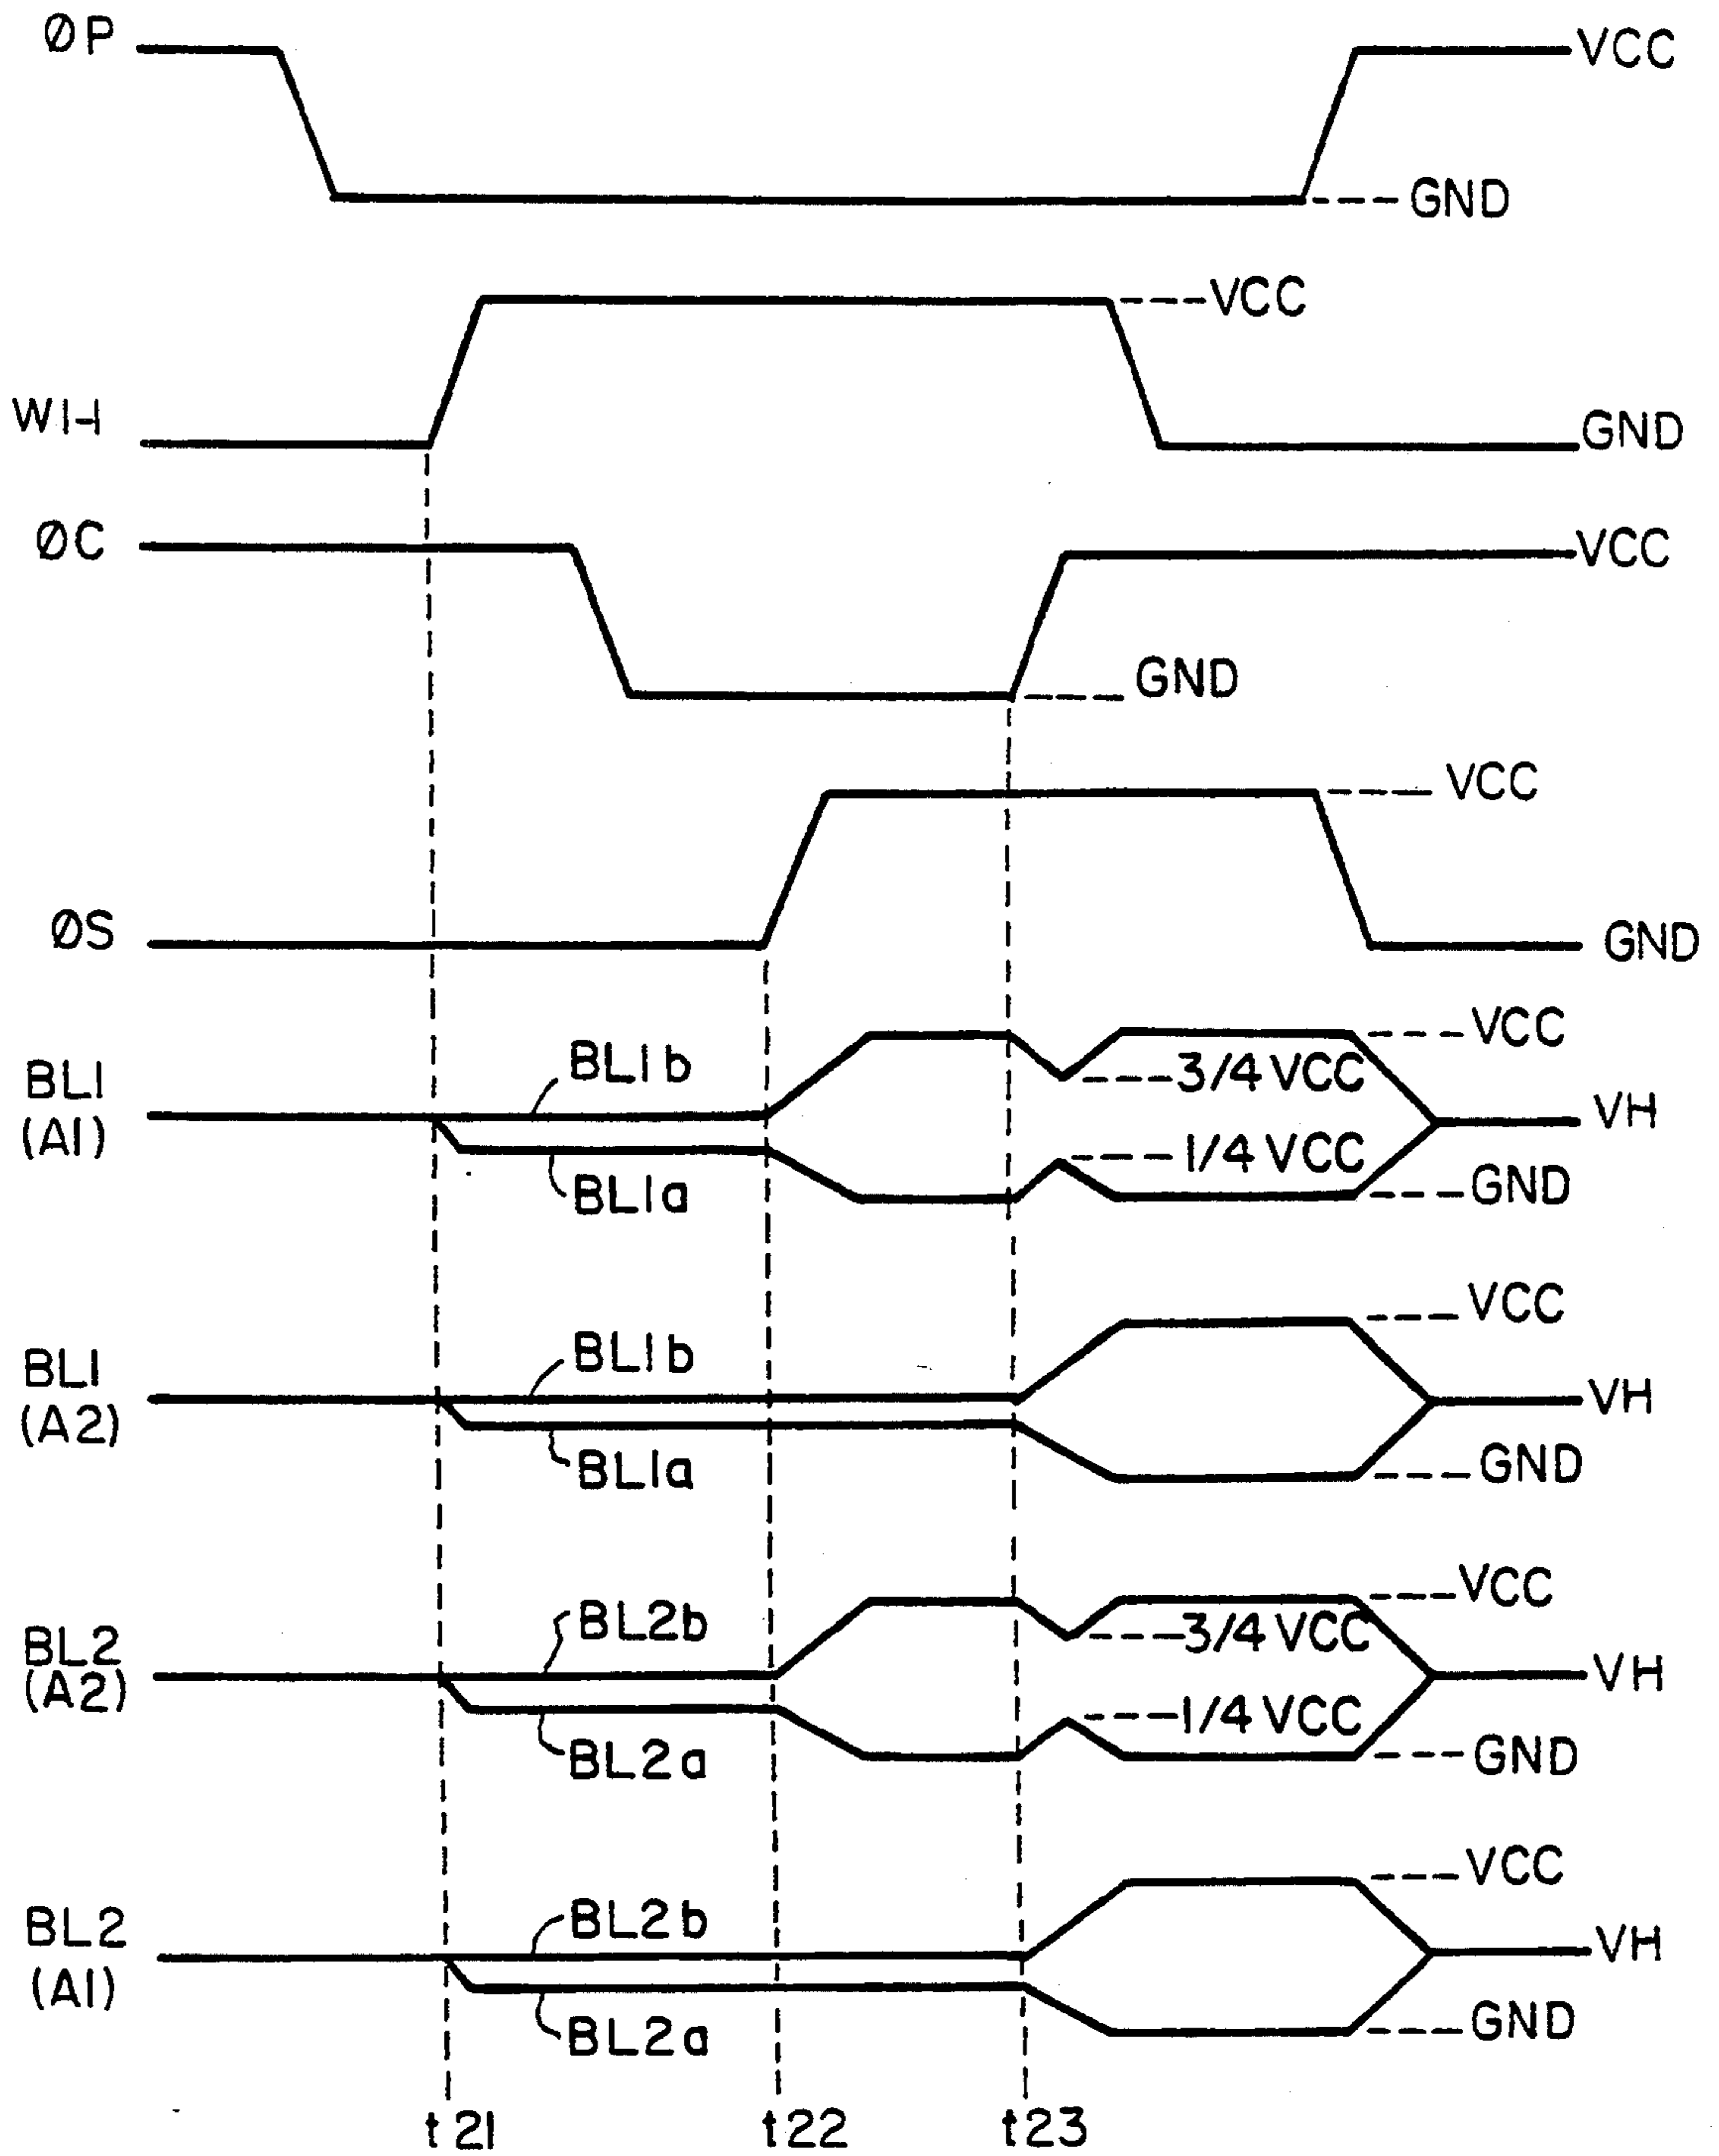 ØP
VCC
GND
VCC
W1-1
GND
ØC
VCC
GND
VCC
ØS
GND
VCC
BL1b
3/4 VCC
BL1
(A1)
VH
1/4 VCC
BL1a
GND
VCC
BL1b
BL1
(A2)
VH
BL1a
GND
VCC
BL2b
3/4 VCC
BL2
(A2)
VH
1/4 VCC
BL2a
GND
VCC
BL2b
BL2
(A1)
VH
BL2a
GND
t21 t22 t23